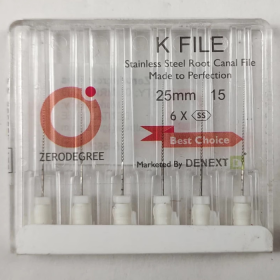 K FILE
Stainless Steel Root Canal File
Made to Perfection
25mm 15
6 X SS
Best Choice
ZERODEGREE
Marketed By DENEXT